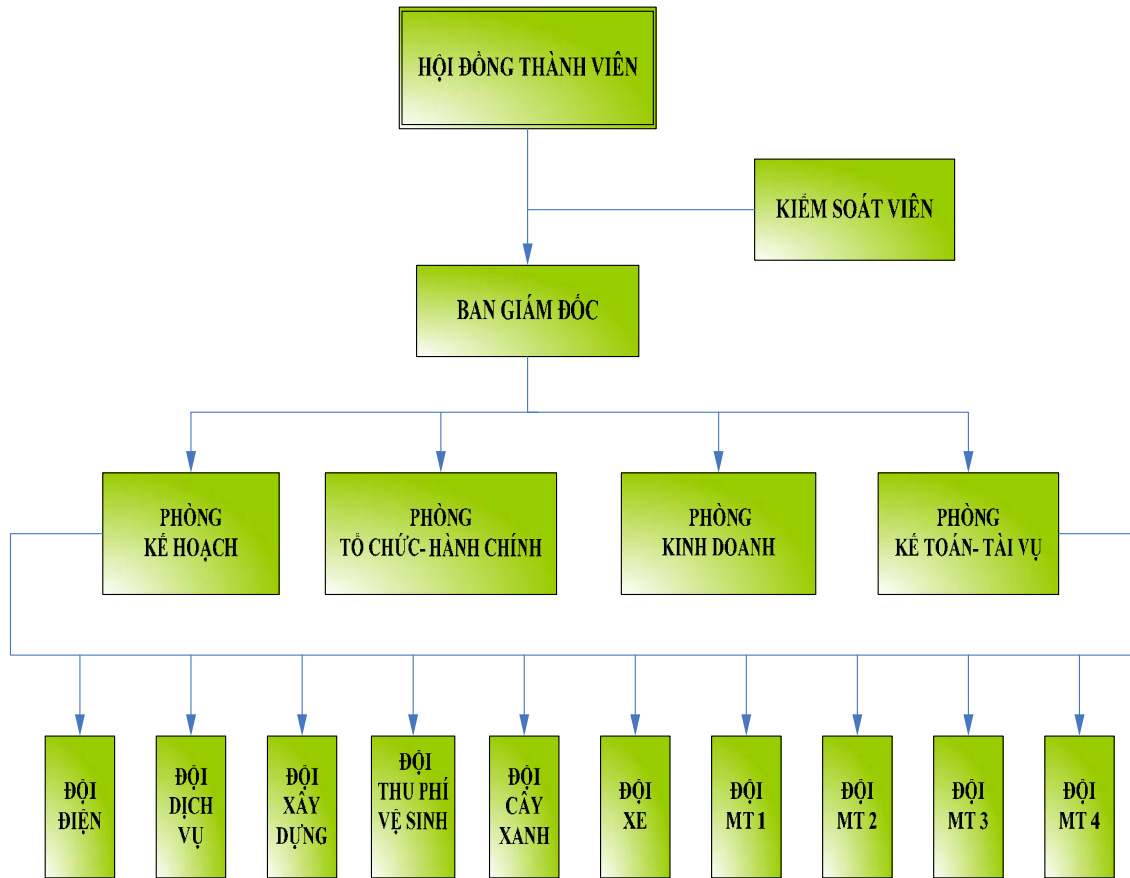 HỘI ĐỒNG THÀNH VIÊN
KIỂM SOÁT VIÊN
BAN GIÁM ĐỐC
PHÒNG
KẾ HOẠCH
PHÒNG
TỔ CHỨC- HÀNH CHÍNH
PHÒNG
KINH DOANH
PHÒNG
KẾ TOÁN- TÀI VỤ
ĐỘI
ĐIỆN
ĐỘI
DỊCH
VỤ
ĐỘI
XÂY
DỰNG
ĐỘI
THU PHÍ
VỆ SINH
ĐỘI
CÂY
XANH
ĐỘI
XE
ĐỘI
MT 1
ĐỘI
MT 2
ĐỘI
MT 3
ĐỘI
MT 4